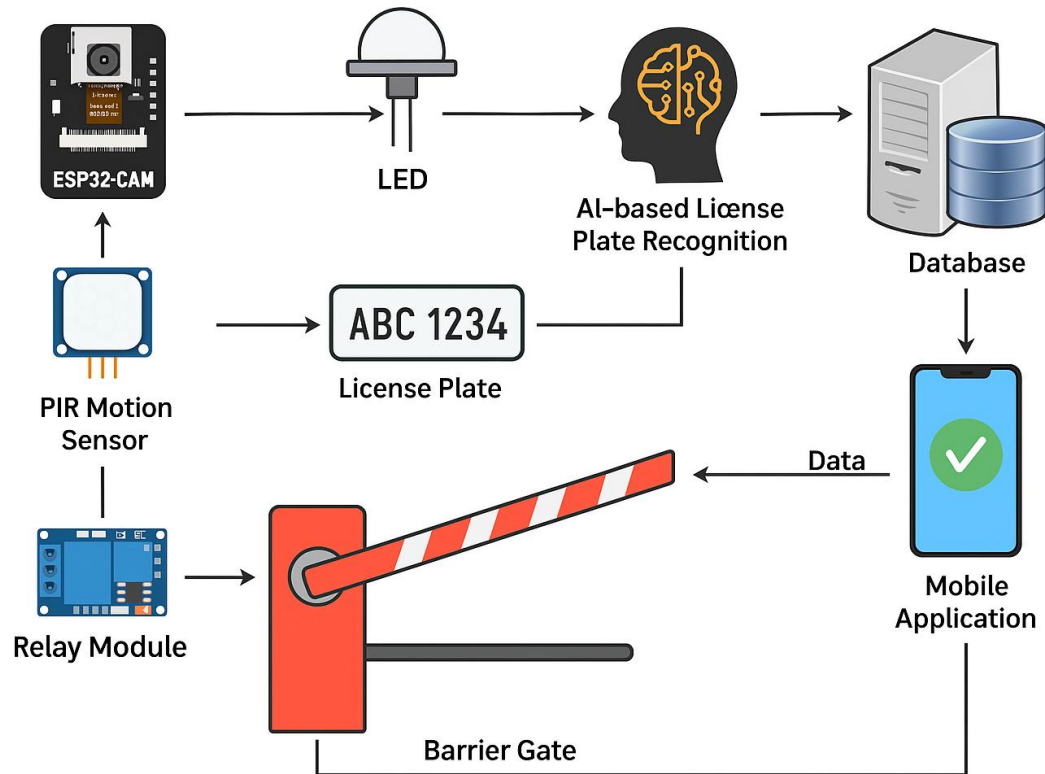 ESP32-CAM
LED
AI-based License
Plate Recognition
Database
ABC 1234
License Plate
PIR Motion
Sensor
Data
Relay Module
Mobile
Application
Barrier Gate